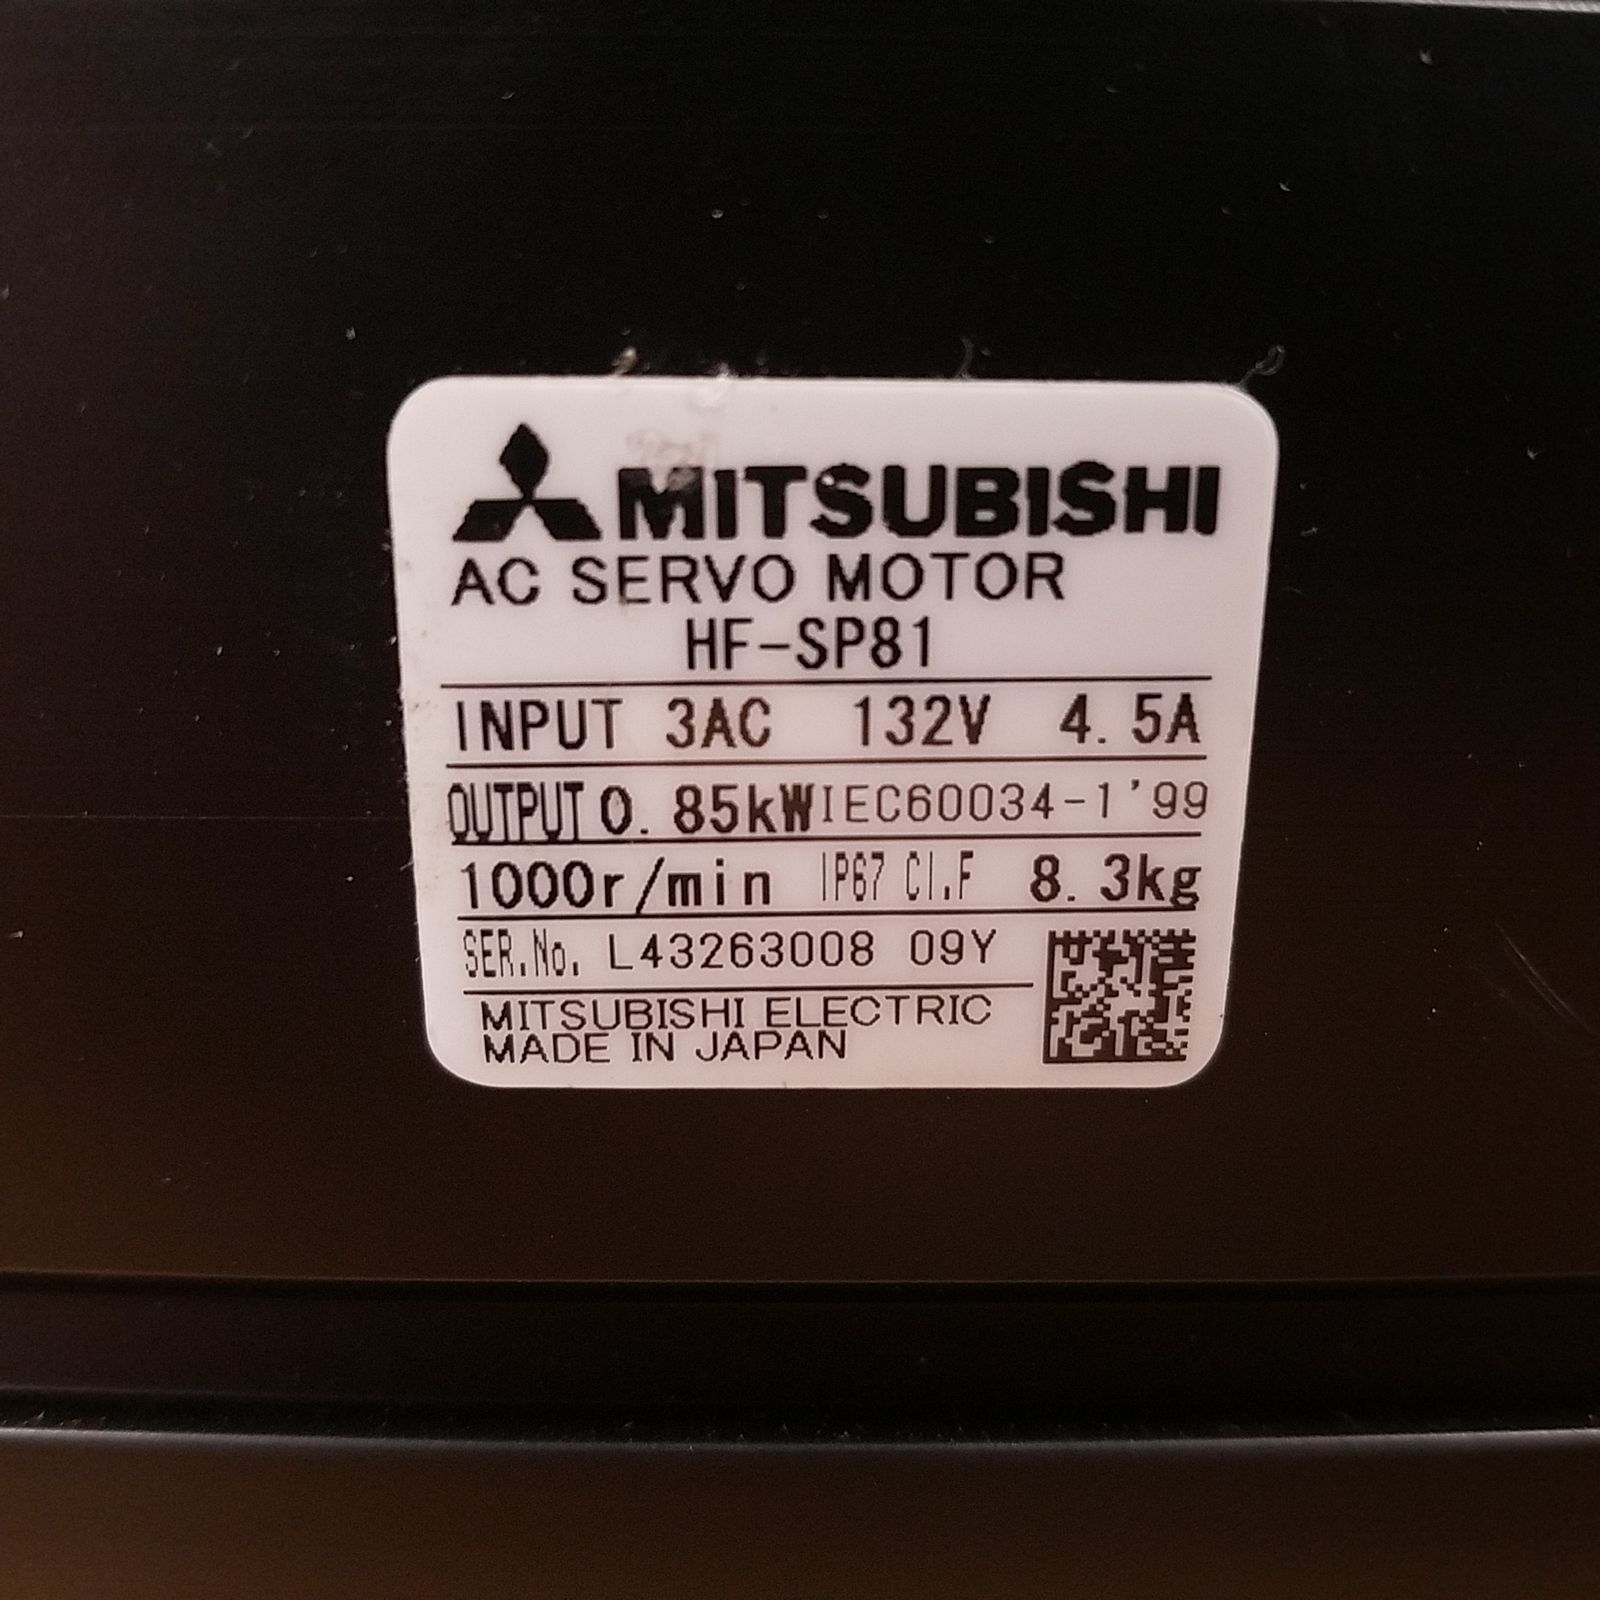 MITSUBISHI
AC SERVO MOTOR
HF-SP81
INPUT 3AC 132V 4.5A
OUTPUT 0.85kW IEC60034-1'99
1000r/min IP67 CI.F 8.3kg
SER.No. L43263008 09Y
MITSUBISHI ELECTRIC
MADE IN JAPAN